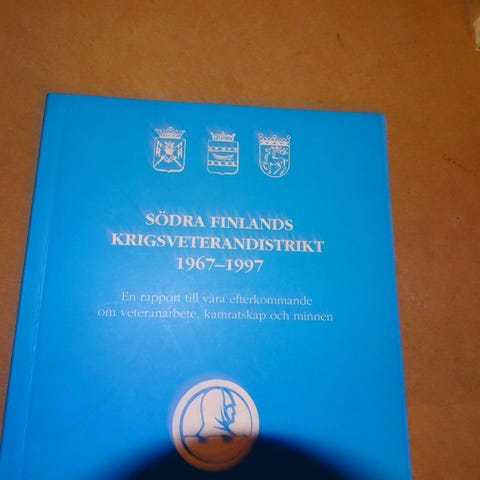 SÖDRA FINLANDS
KRIGSVETERANDISTRIKT
1967–1997
En rapport till våra efterkommande
om veteranarbete, kamratskap och minnen